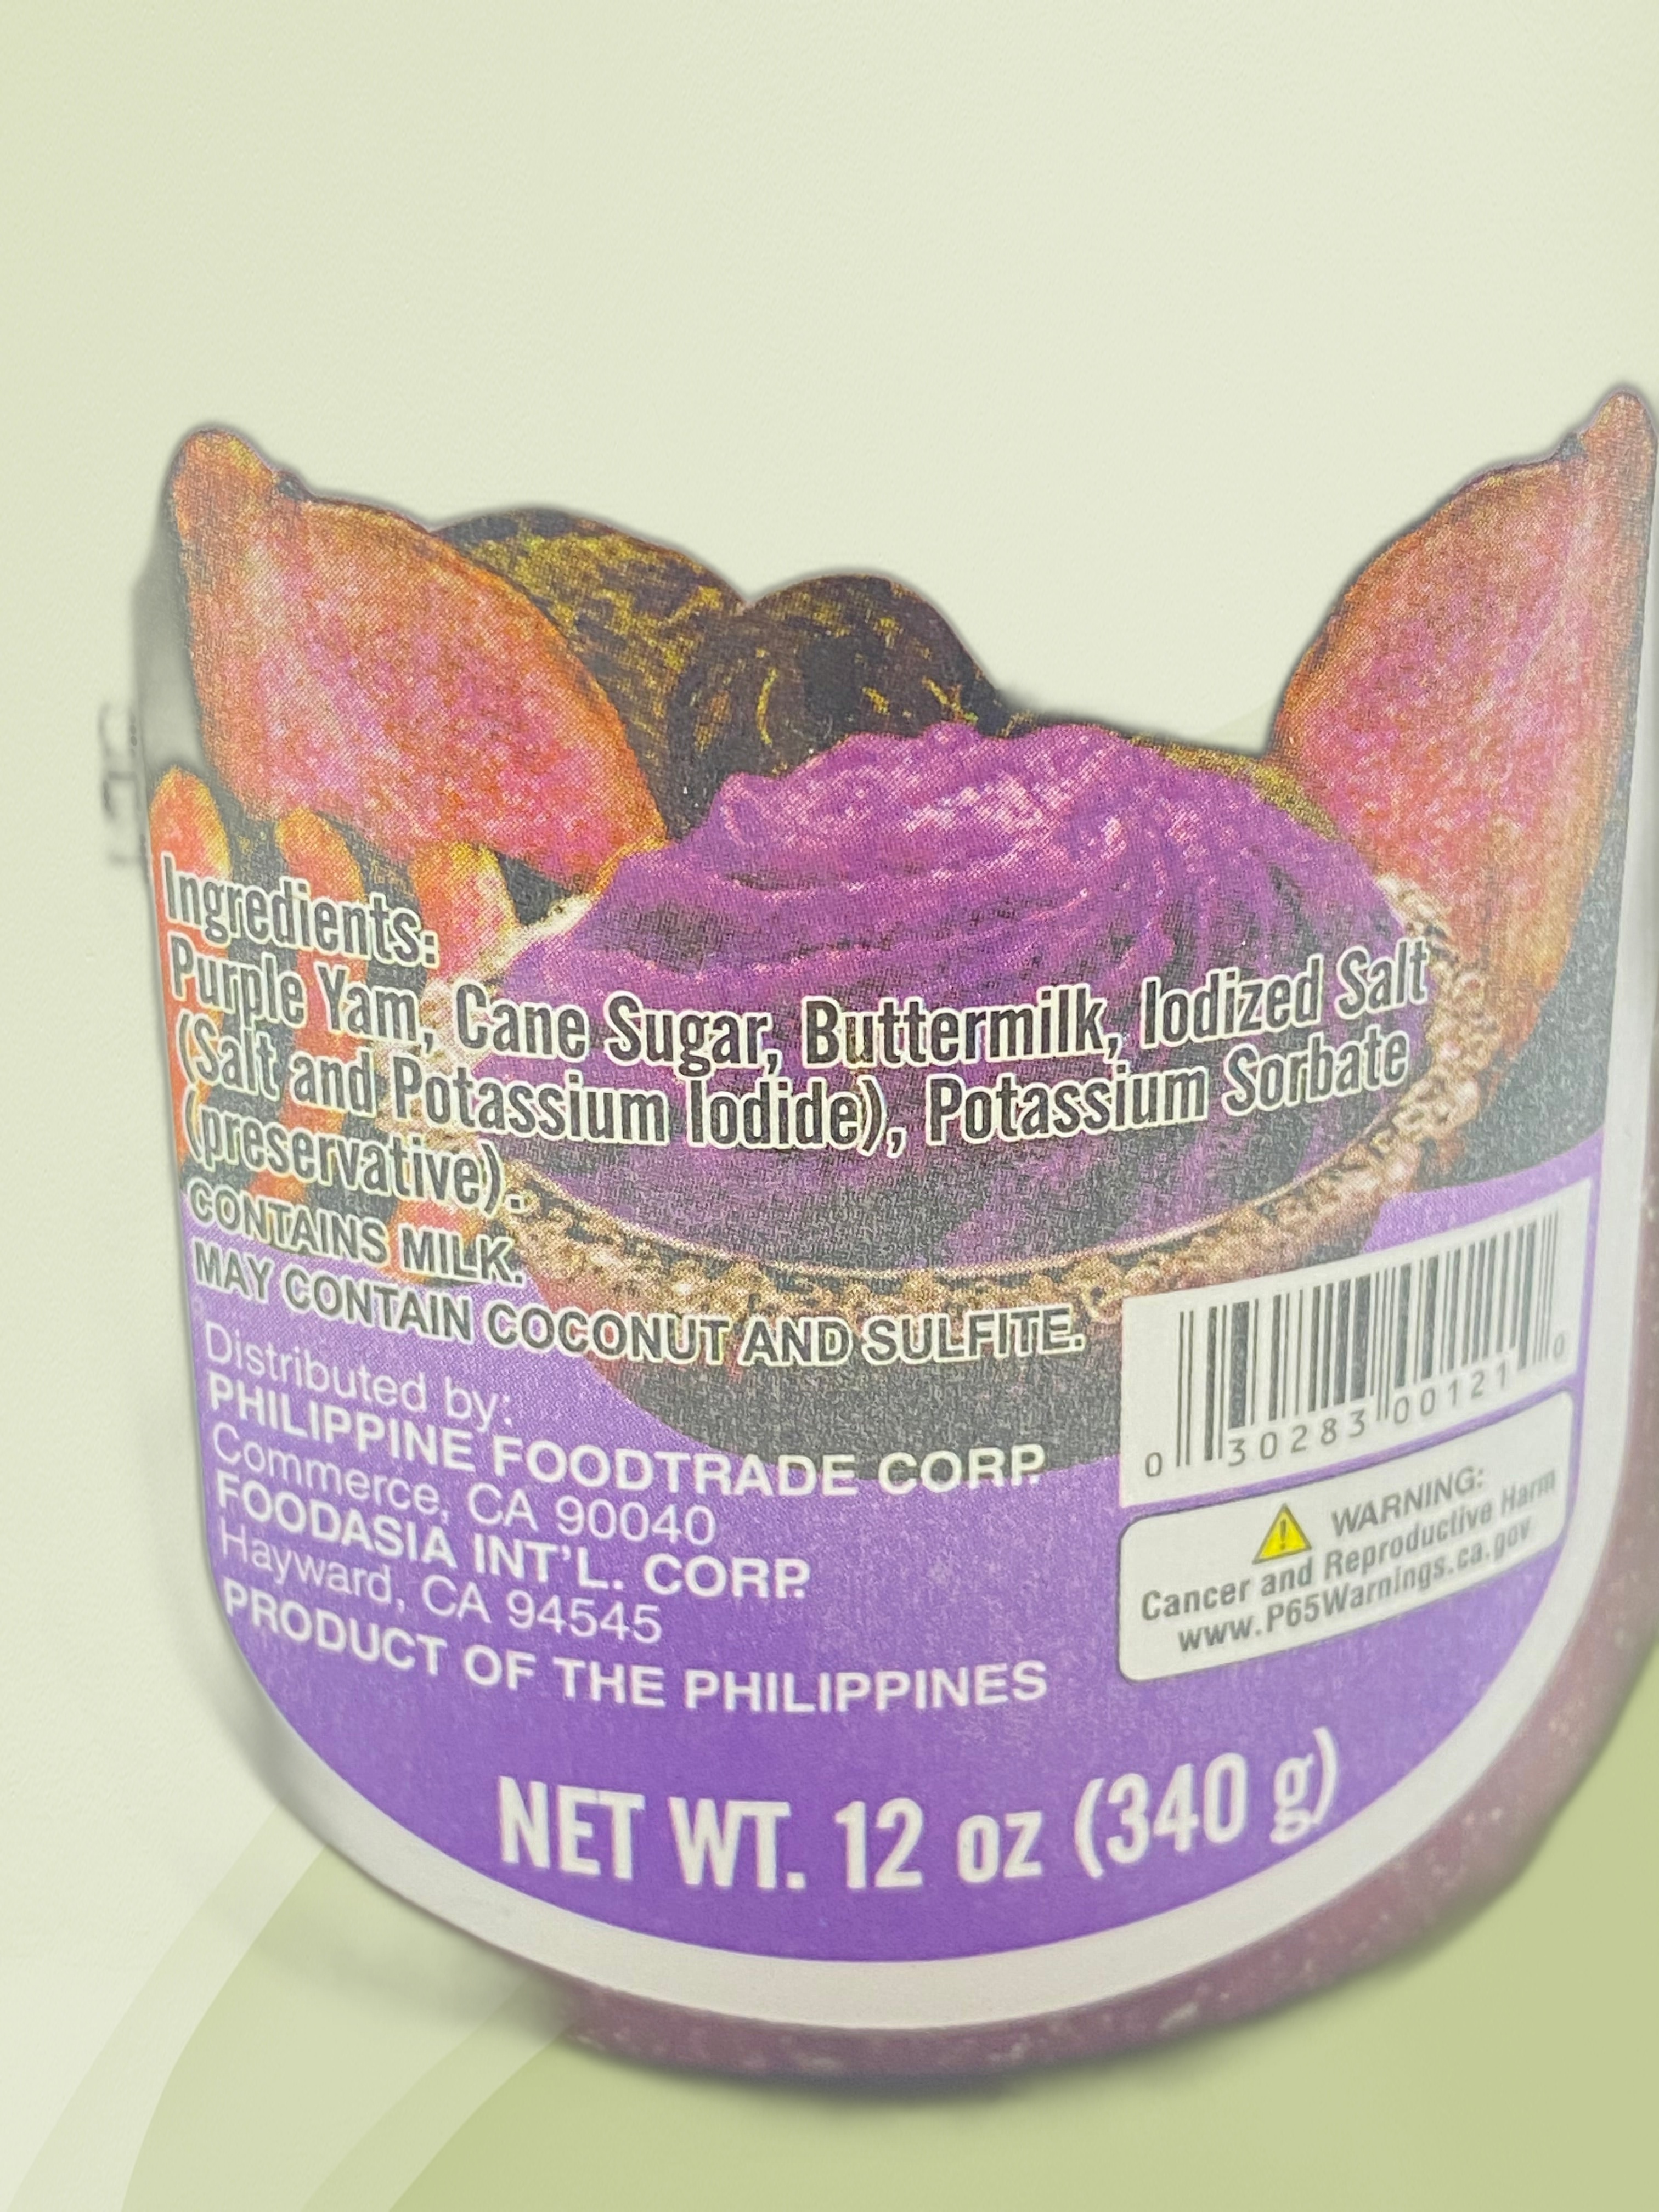 Ingredients:
Purple Yam, Cane Sugar, Buttermilk, Iodized Salt
(Salt and Potassium Iodide), Potassium Sorbate
(preservative).
CONTAINS MILK.
MAY CONTAIN COCONUT AND SULFITE.
Distributed by:
PHILIPPINE FOODTRADE CORP.
Commerce, CA 90040
FOODASIA INT'L. CORP.
Hayward, CA 94545
PRODUCT OF THE PHILIPPINES
0 30283 00121 0
WARNING:
Cancer and Reproductive Harm
www.P65Warnings.ca.gov
NET WT. 12 oz (340 g)